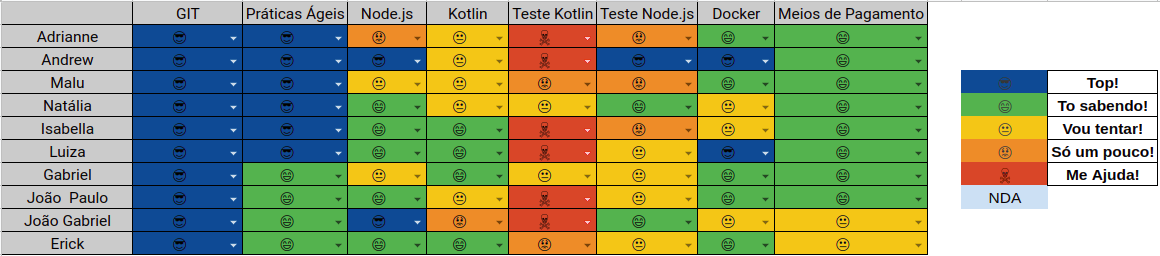 GIT Práticas Ágeis Node.js Kotlin Teste Kotlin Teste Node.js Docker Meios de Pagamento
Adrianne
Andrew
Malu
Natália
Isabella
Luiza
Gabriel
João Paulo
João Gabriel
Erick
Top!
To sabendo!
Vou tentar!
Só um pouco!
Me Ajuda!
NDA